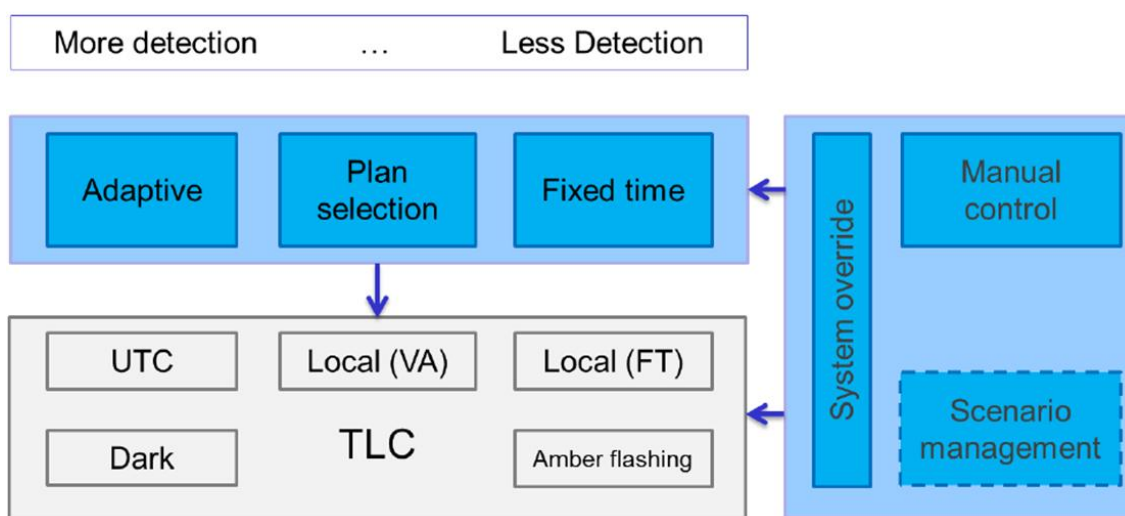 More detection … Less Detection
Adaptive
Plan
selection
Fixed time
System override
Manual
control
Scenario
management
UTC
Local (VA)
Local (FT)
Dark
TLC
Amber flashing